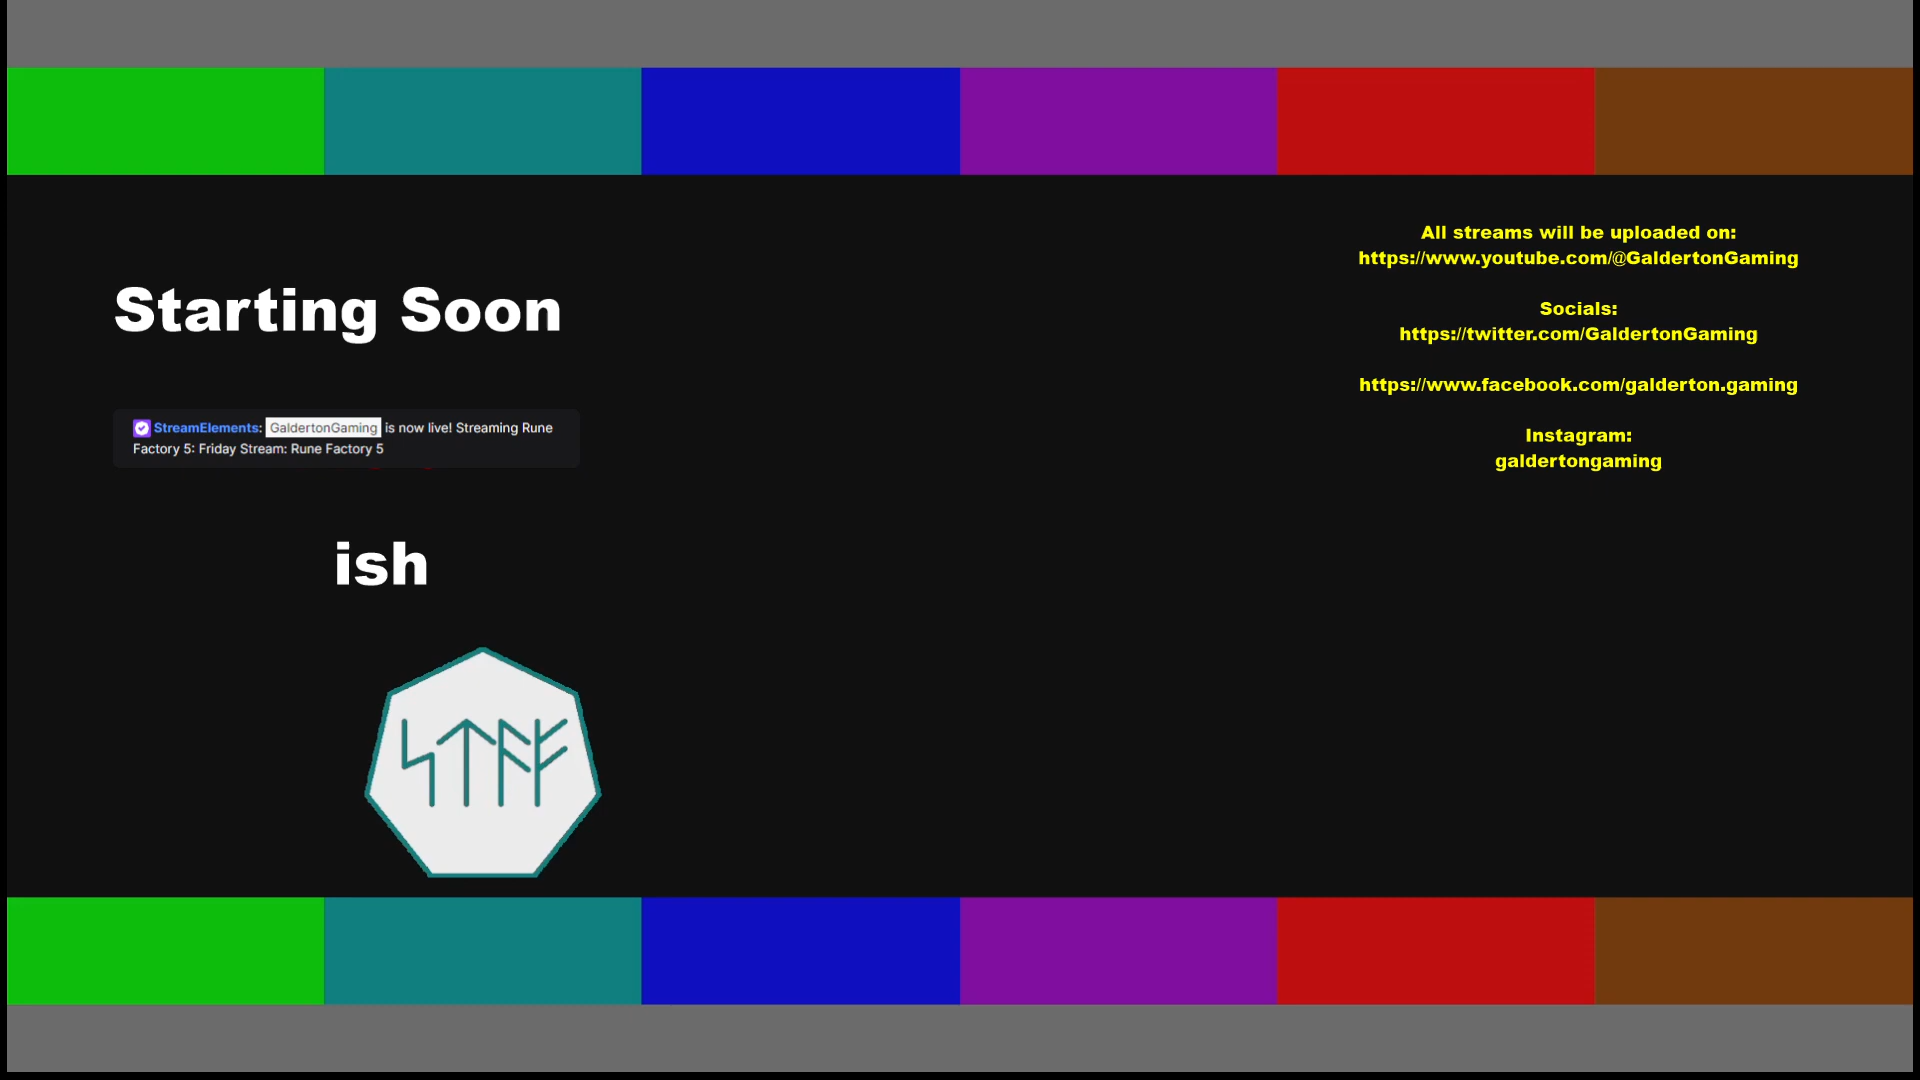 Starting Soon
StreamElements: GaldertonGaming is now live! Streaming Rune
Factory 5: Friday Stream: Rune Factory 5
ish
ᛋᛏᚨᚠ
All streams will be uploaded on:
https://www.youtube.com/@GaldertonGaming
Socials:
https://twitter.com/GaldertonGaming
https://www.facebook.com/galderton.gaming
Instagram:
galdertongaming